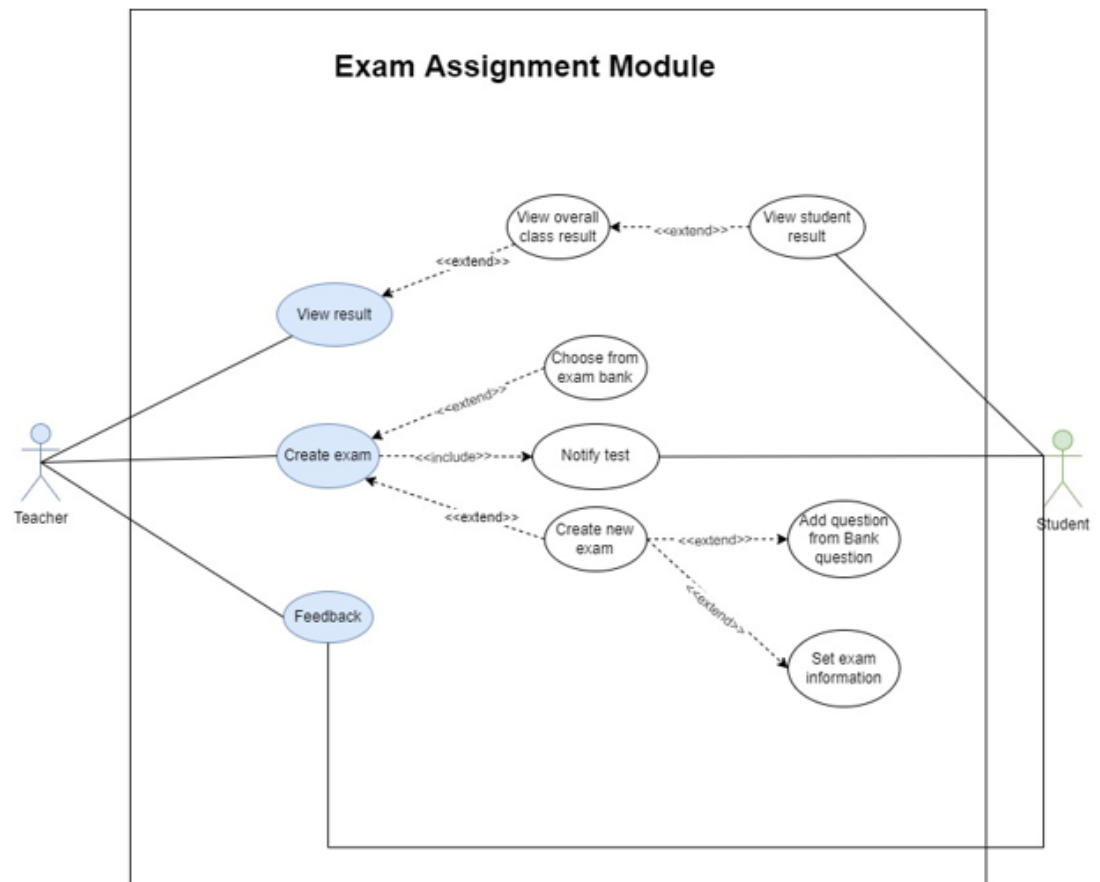 Exam Assignment Module
View overall
class result
<<extend>>
View student
result
<<extend>>
View result
Choose from
exam bank
<<extend>>
Create exam
<<include>>
Notify test
Teacher
<<extend>>
Create new
exam
<<extend>>
Add question
from Bank
question
Student
<<extend>>
Feedback
Set exam
information